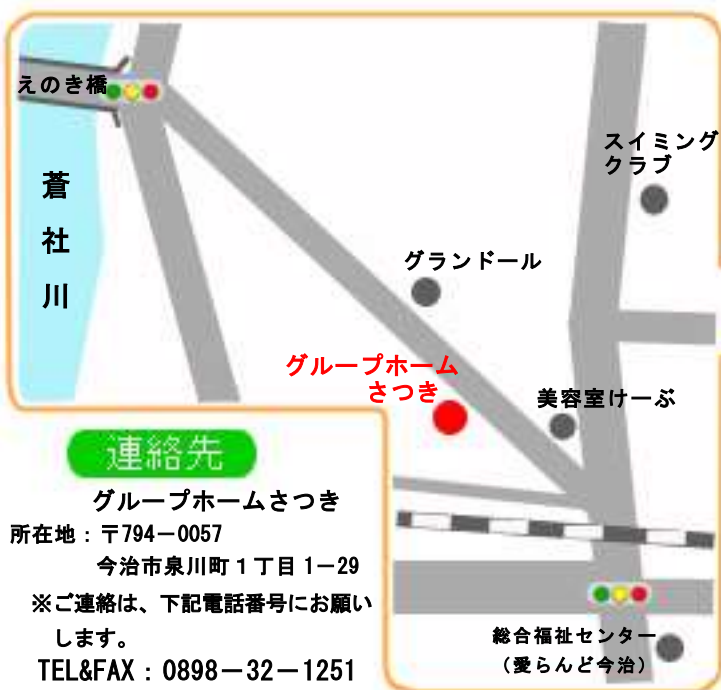 えのき橋
蒼社川
スイミング
クラブ
グランドール
グループホーム
さつき
美容室けーぶ
連絡先
グループホームさつき
所在地：〒794－0057
今治市泉川町１丁目1－29
※ご連絡は、下記電話番号にお願い
します。
TEL&FAX：0898－32－1251
総合福祉センター
（愛らんど今治）